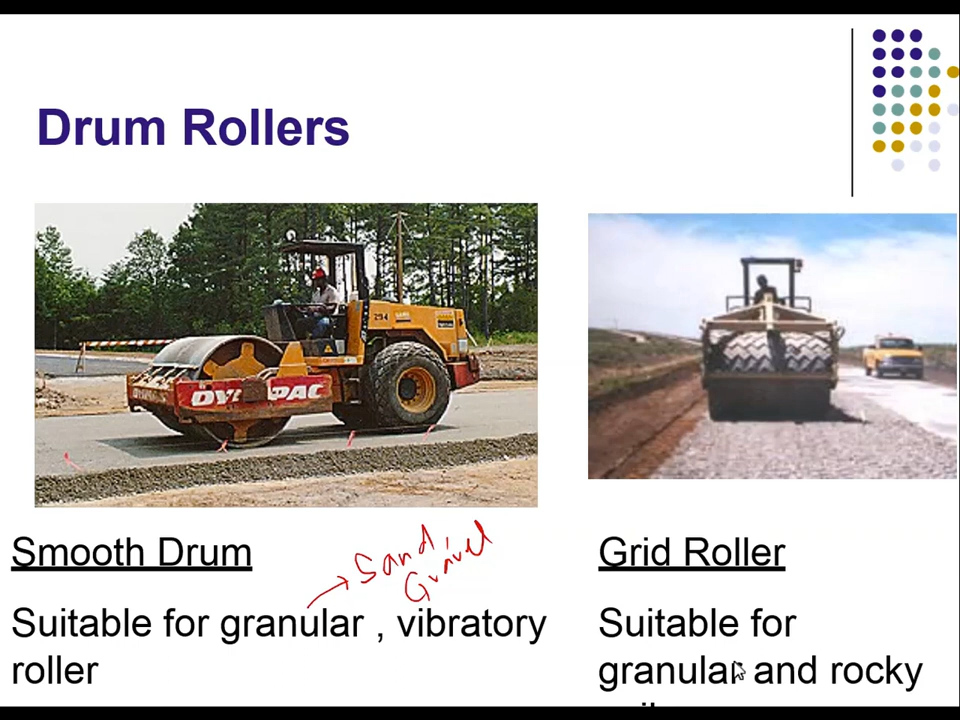 Drum Rollers
294
DYNAPAC
Smooth Drum
Sand,
Gravel
Suitable for granular , vibratory
roller
Grid Roller
Suitable for
granular and rocky